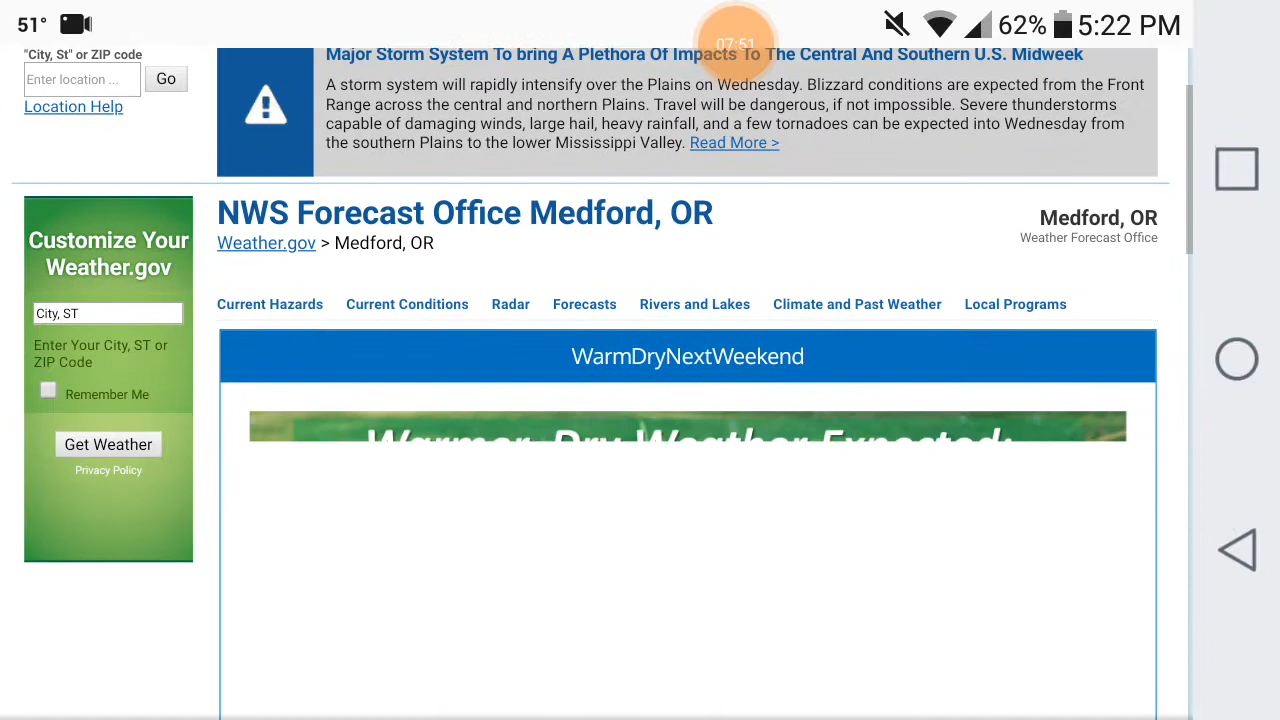 51° 62% 5:22 PM
07:51
"City, St" or ZIP code
Enter location ... Go
Location Help
Major Storm System To bring A Plethora Of Impacts To The Central And Southern U.S. Midweek
A storm system will rapidly intensify over the Plains on Wednesday. Blizzard conditions are expected from the Front
Range across the central and northern Plains. Travel will be dangerous, if not impossible. Severe thunderstorms
capable of damaging winds, large hail, heavy rainfall, and a few tornadoes can be expected into Wednesday from
the southern Plains to the lower Mississippi Valley. Read More >
Customize Your
Weather.gov
City, ST
Enter Your City, ST or
ZIP Code
Remember Me
Get Weather
Privacy Policy
NWS Forecast Office Medford, OR
Weather.gov > Medford, OR
Medford, OR
Weather Forecast Office
Current Hazards Current Conditions Radar Forecasts Rivers and Lakes Climate and Past Weather Local Programs
WarmDryNextWeekend
Warmer, Dry Weather Expected: